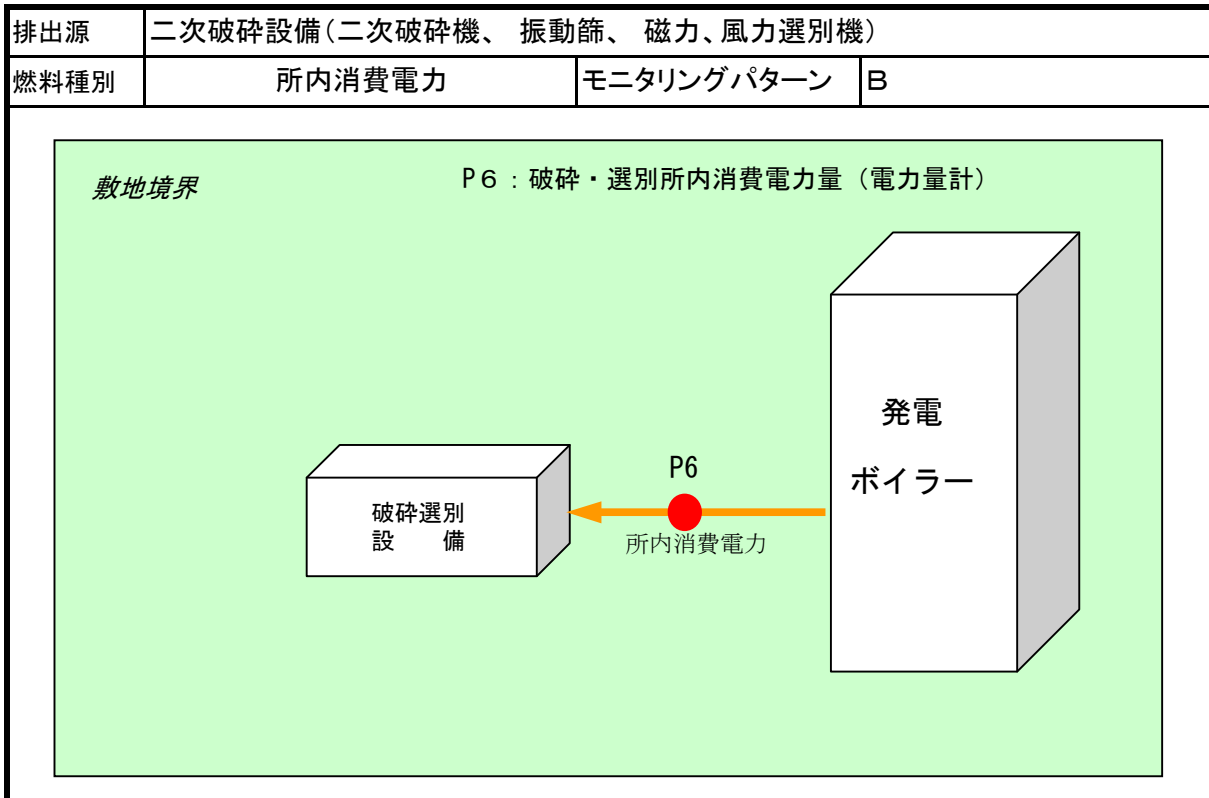 排出源 二次破砕設備(二次破砕機、 振動篩、 磁力、風力選別機)
燃料種別 所内消費電力 モニタリングパターン B
敷地境界 P6:破砕・選別所内消費電力量(電力量計)
発電
ボイラー
P6
破砕選別
設 備
所内消費電力